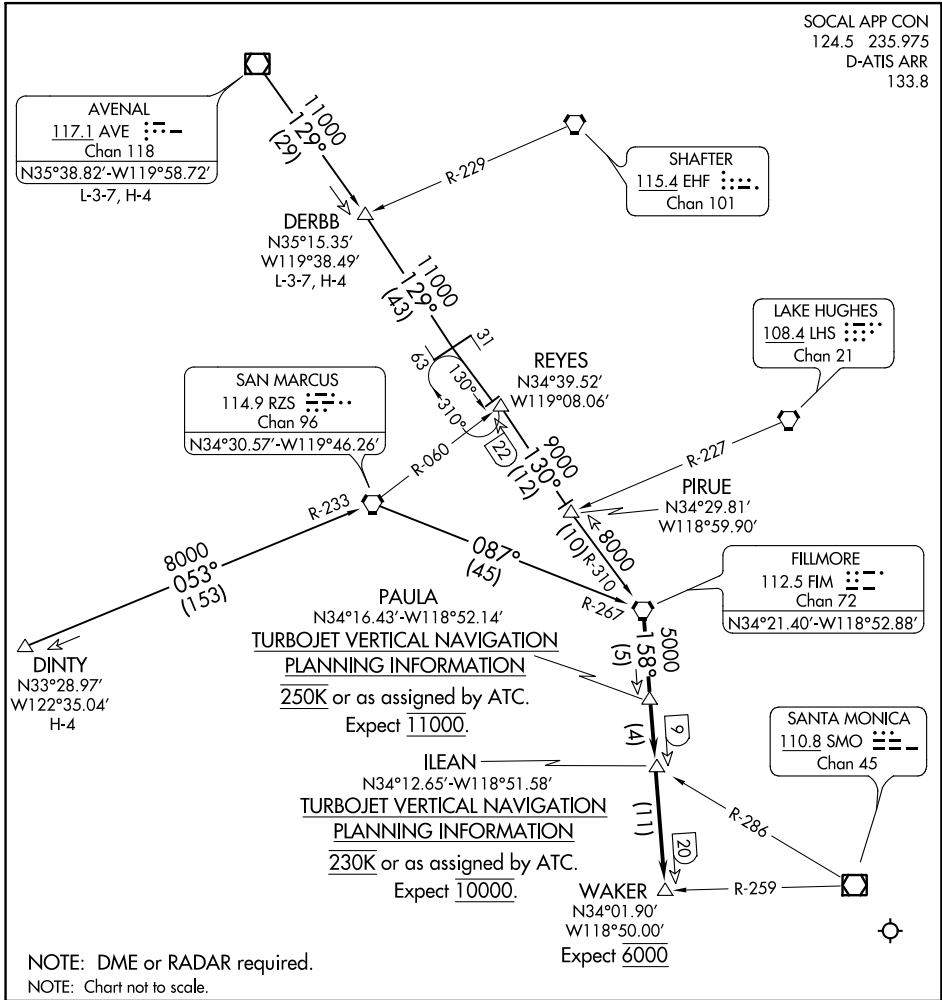 SOCAL APP CON
124.5 235.975
D-ATIS ARR
133.8
AVENAL
117.1 AVE
Chan 118
N35°38.82'-W119°58.72'
L-3-7, H-4
11000
129°
(29)
SHAFTER
115.4 EHF
Chan 101
R-229
DERBB
N35°15.35'
W119°38.49'
L-3-7, H-4
11000
129°
(43)
LAKE HUGHES
108.4 LHS
Chan 21
31
63
REYES
N34°39.52'
W119°08.06'
130°
310°
22
SAN MARCUS
114.9 RZS
Chan 96
N34°30.57'-W119°46.26'
R-060
9000
130°
(12)
R-227
PIRUE
N34°29.81'
W118°59.90'
R-233
8000
053°
(153)
087°
(45)
8000
(10)
R-310
R-267
FILLMORE
112.5 FIM
Chan 72
N34°21.40'-W118°52.88'
DINTY
N33°28.97'
W122°35.04'
H-4
PAULA
N34°16.43'-W118°52.14'
TURBOJET VERTICAL NAVIGATION
PLANNING INFORMATION
250K or as assigned by ATC.
Expect 11000.
5000
158°
(5)
(4)
9
ILEAN
N34°12.65'-W118°51.58'
TURBOJET VERTICAL NAVIGATION
PLANNING INFORMATION
230K or as assigned by ATC.
Expect 10000.
(11)
20
SANTA MONICA
110.8 SMO
Chan 45
R-286
R-259
WAKER
N34°01.90'
W118°50.00'
Expect 6000
NOTE: DME or RADAR required.
NOTE: Chart not to scale.